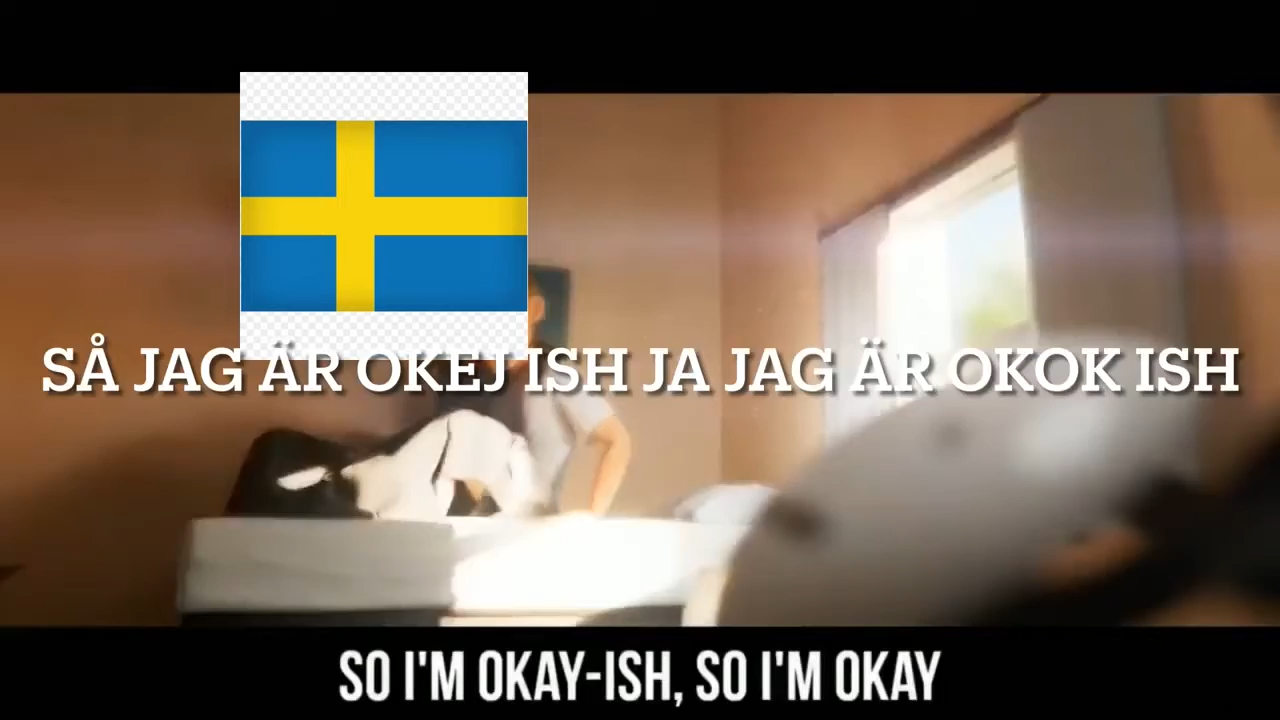 SÅ JAG ÄR OKEJ ISH JA JAG ÄR OKOK ISH
SO I'M OKAY-ISH, SO I'M OKAY